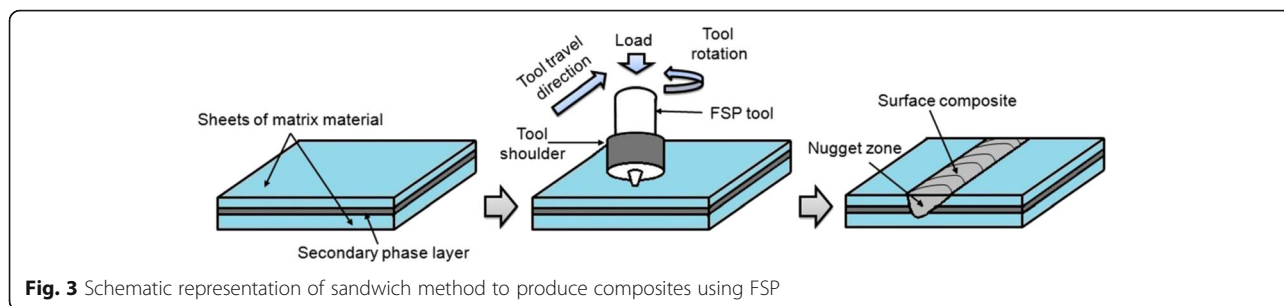 Sheets of matrix material
Secondary phase layer
Tool travel
direction
Load
Tool
rotation
FSP tool
Tool
shoulder
Surface composite
Nugget zone
Fig. 3 Schematic representation of sandwich method to produce composites using FSP